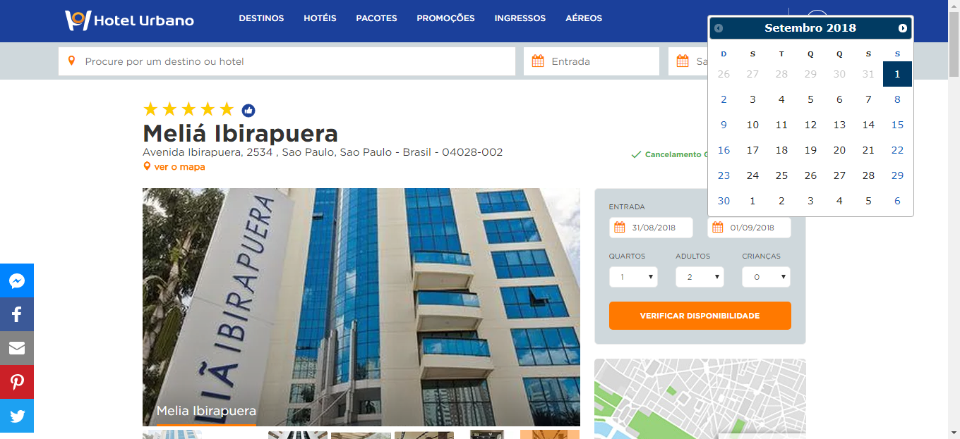 Hotel Urbano
DESTINOS HOTÉIS PACOTES PROMOÇÕES INGRESSOS AÉREOS
Procure por um destino ou hotel
Entrada
Setembro 2018
D S T Q Q S S
26 27 28 29 30 31 1
2 3 4 5 6 7 8
9 10 11 12 13 14 15
16 17 18 19 20 21 22
23 24 25 26 27 28 29
30 1 2 3 4 5 6
Meliá Ibirapuera
Avenida Ibirapuera, 2534 , Sao Paulo, Sao Paulo - Brasil - 04028-002
ver o mapa
Cancelamento
LIÃ IBIRAPUERA
Melia Ibirapuera
ENTRADA
31/08/2018 01/09/2018
QUARTOS ADULTOS CRIANÇAS
1 2 0
VERIFICAR DISPONIBILIDADE